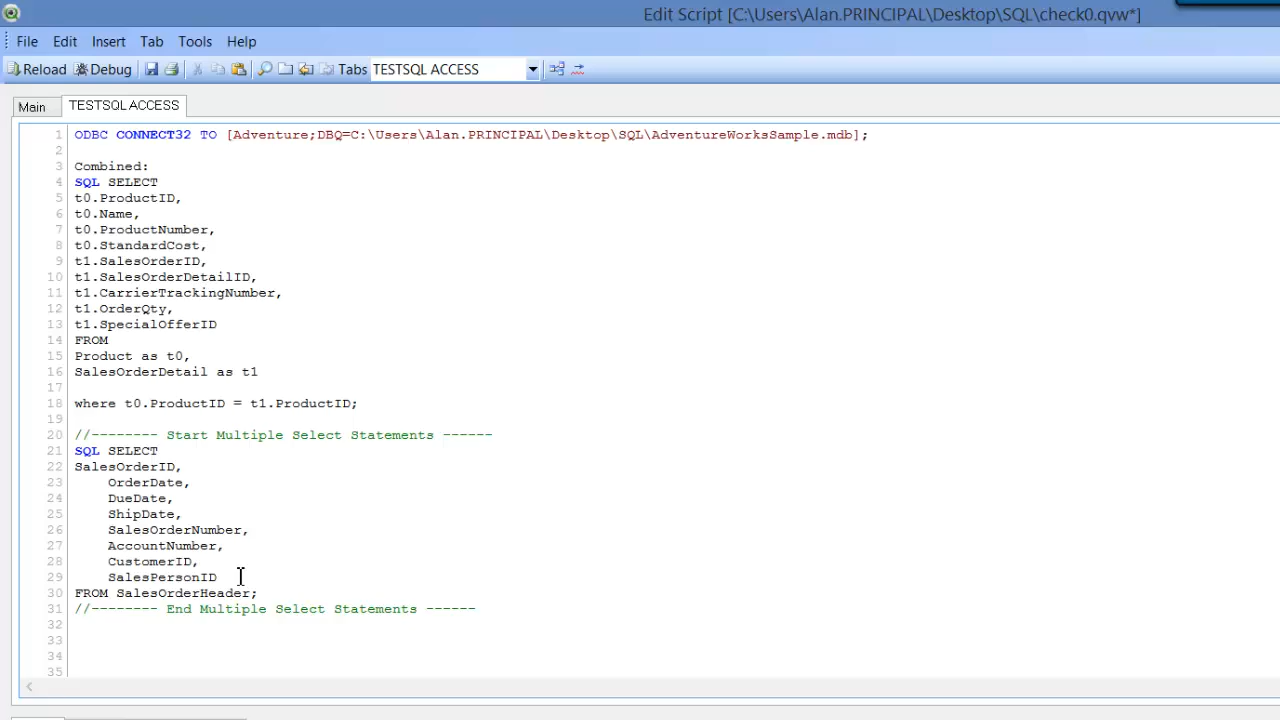 Edit Script [C:\Users\Alan.PRINCIPAL\Desktop\SQL\check0.qvw*]
File Edit Insert Tab Tools Help
Reload Debug Tabs TESTSQL ACCESS
Main TESTSQL ACCESS
1 ODBC CONNECT32 TO [Adventure;DBQ=C:\Users\Alan.PRINCIPAL\Desktop\SQL\AdventureWorksSample.mdb];
2
3 Combined:
4 SQL SELECT
5 t0.ProductID,
6 t0.Name,
7 t0.ProductNumber,
8 t0.StandardCost,
9 t1.SalesOrderID,
10 t1.SalesOrderDetailID,
11 t1.CarrierTrackingNumber,
12 t1.OrderQty,
13 t1.SpecialOfferID
14 FROM
15 Product as t0,
16 SalesOrderDetail as t1
17
18 where t0.ProductID = t1.ProductID;
19
20 //-------- Start Multiple Select Statements ------
21 SQL SELECT
22 SalesOrderID,
23 OrderDate,
24 DueDate,
25 ShipDate,
26 SalesOrderNumber,
27 AccountNumber,
28 CustomerID,
29 SalesPersonID
30 FROM SalesOrderHeader;
31 //-------- End Multiple Select Statements ------
32
33
34
35